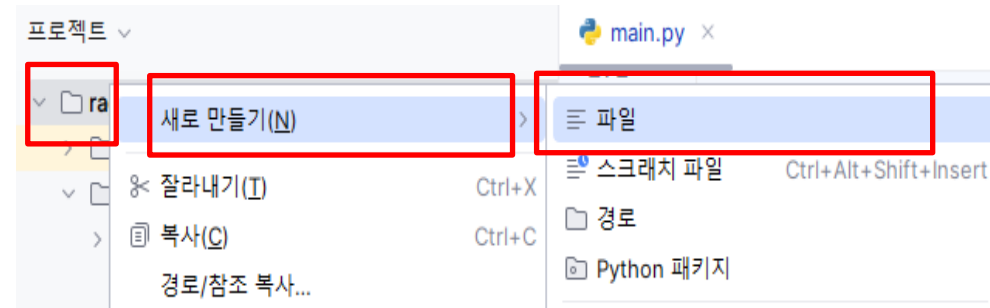 프로젝트
main.py
ra
새로 만들기(N)
파일
스크래치 파일 Ctrl+Alt+Shift+Insert
잘라내기(T) Ctrl+X
경로
복사(C) Ctrl+C
Python 패키지
경로/참조 복사...